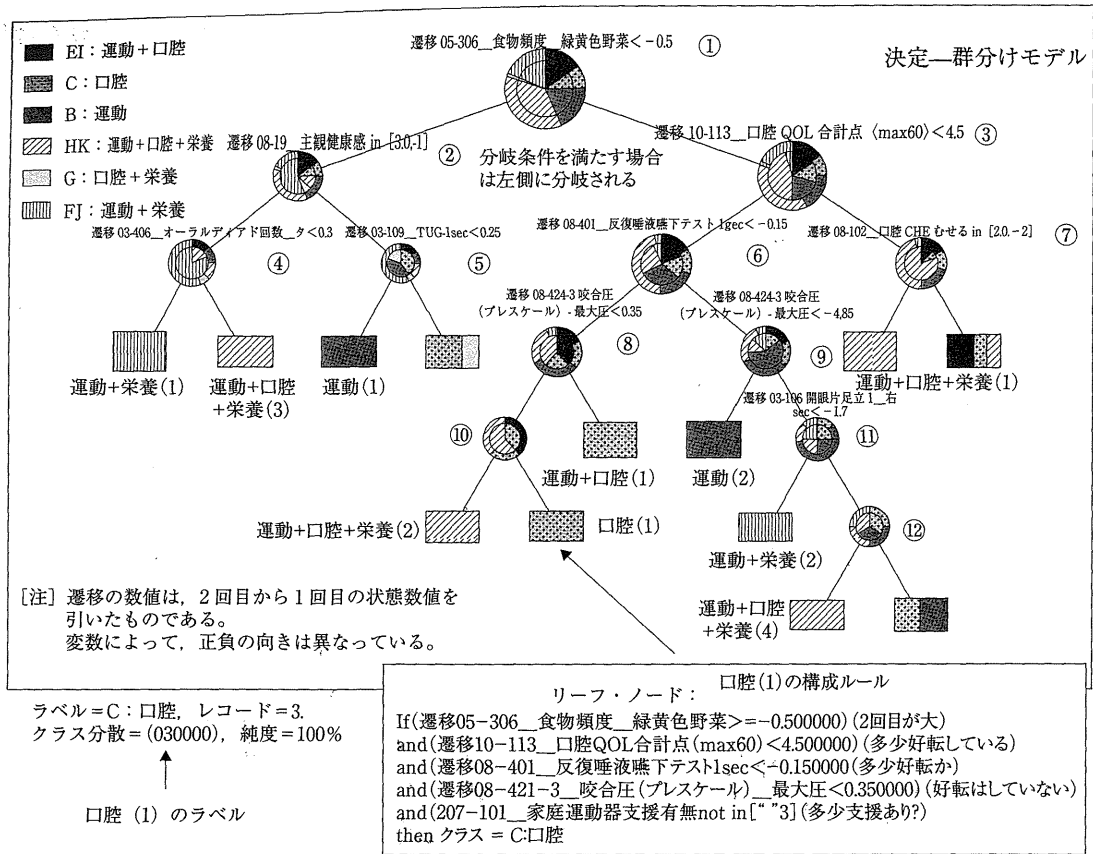 遷移 05-306__食物頻度__緑黄色野菜<－0.5
①
決定―群分けモデル
EI：運動＋口腔
C：口腔
B：運動
HK：運動＋口腔＋栄養
G：口腔＋栄養
FJ：運動＋栄養
遷移 08-19__主観健康感 in [3.0,-1]
②
分岐条件を満たす場合
は左側に分岐される
遷移 10-113__口腔 QOL 合計点〈max60〉<4.5
③
遷移 03-406__オーラルディアド回数__タ<0.3
④
遷移 03-109__TUG-1sec<0.25
⑤
遷移 08-401__反復唾液嚥下テスト1gec<－0.15
⑥
遷移 08-102__口腔 CHE むせる in [2.0.－2]
⑦
遷移 08-424-3 咬合圧
(プレスケール)-最大圧<0.35
⑧
遷移 08-424-3 咬合圧
(プレスケール)-最大圧<－4.85
⑨
運動＋栄養(1)
運動＋口腔
＋栄養(3)
運動(1)
運動＋口腔＋栄養(1)
遷移 03-106 開眼片足立 1__右
sec<－1.7
⑩
運動＋口腔(1)
運動(2)
⑪
運動＋口腔＋栄養(2)
口腔(1)
運動＋栄養(2)
⑫
運動＋口腔
＋栄養(4)
［注］遷移の数値は，2回目から1回目の状態数値を
引いたものである。
変数によって，正負の向きは異なっている。
ラベル＝C：口腔，レコード＝3.
クラス分散＝(030000)，純度＝100%
口腔（1）のラベル
口腔(1)の構成ルール
リーフ・ノード：
If(遷移05-306__食物頻度__緑黄色野菜>=-0.500000)(2回目が大)
and(遷移10-113__口腔QOL合計点(max60)<4.500000)(多少好転している)
and(遷移08-401__反復唾液嚥下テスト1sec<-0.150000(多少好転か)
and(遷移08-421-3__咬合圧(プレスケール)__最大圧<0.350000)(好転はしていない)
and(207-101__家庭運動器支援有無not in[“ ”3](多少支援あり?)
then クラス = C:口腔